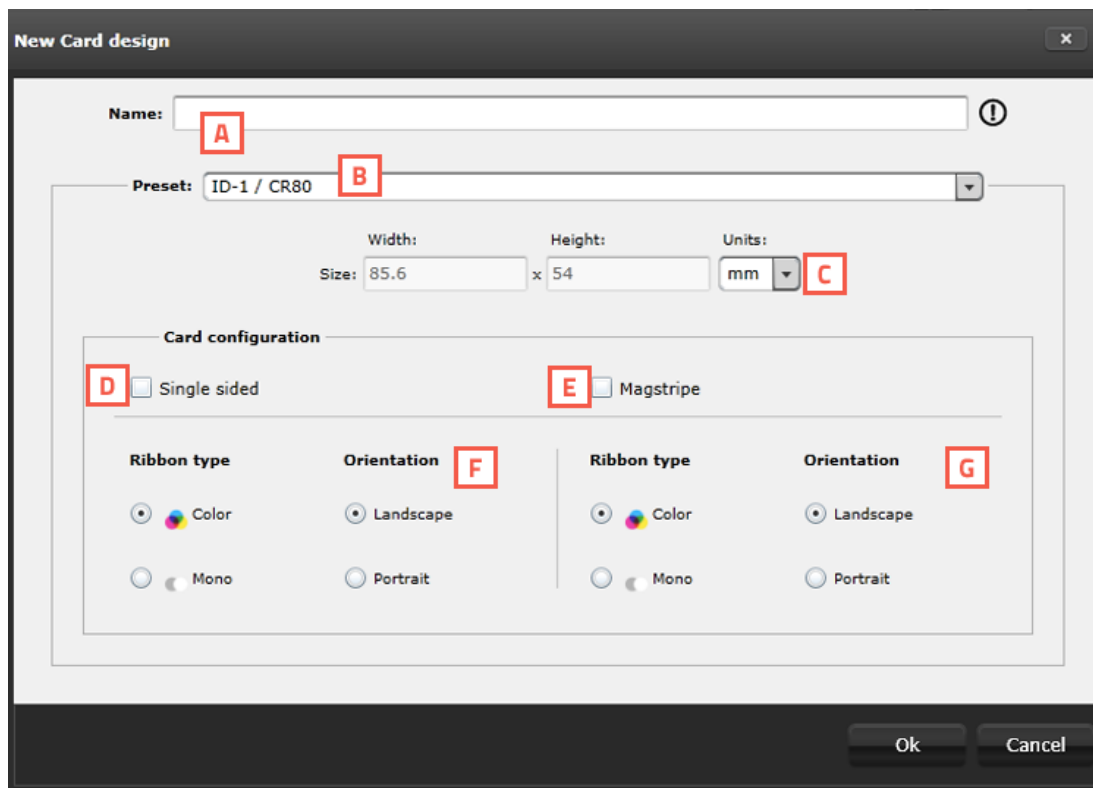 New Card design
x
Name:
A
Preset: ID-1 / CR80
B
Width: Height: Units:
Size: 85.6 x 54 mm
C
Card configuration
D Single sided E Magstripe
Ribbon type Orientation F Ribbon type Orientation G
Color Landscape Color Landscape
Mono Portrait Mono Portrait
Ok Cancel